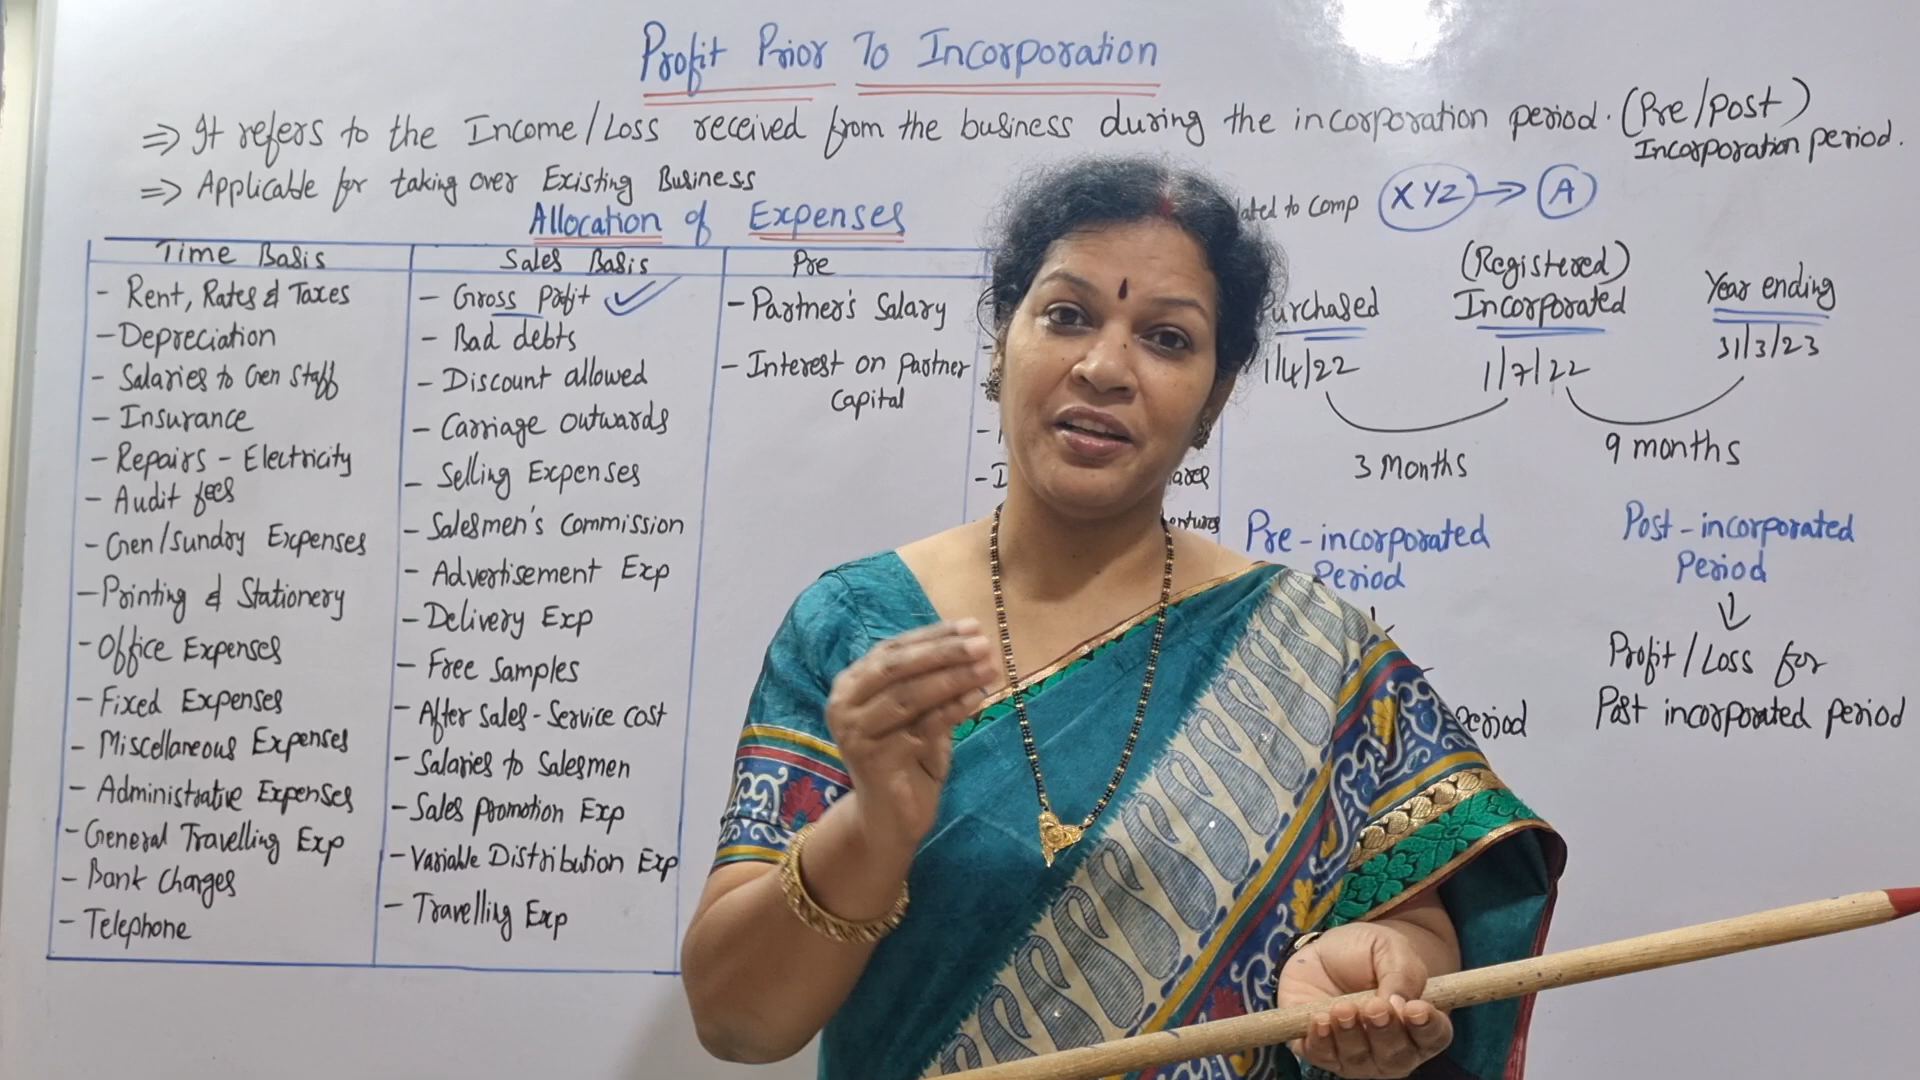 Profit Prior To Incorporation
⇒ It refers to the Income/Loss received from the business during the incorporation period. (Pre/post)
Incorporation period.
⇒ Applicable for taking over Existing Business
to comp XYZ → A
Allocation of Expenses
Time Basis
- Rent, Rates & Taxes
- Depreciation
- Salaries to Gen Staff
- Insurance
- Repairs - Electricity
- Audit fees
- Gen/sundry Expenses
- Printing & Stationery
- Office Expenses
- Fixed Expenses
- Miscellaneous Expenses
- Administrative Expenses
- General Travelling Exp
- Bank Charges
- Telephone
Sales Basis
- Gross Profit ✓
- Bad debts
- Discount allowed
- Carriage outwards
- Selling Expenses
- Salesmen's Commission
- Advertisement Exp
- Delivery Exp
- Free Samples
- After Sales-Service cost
- Salaries to Salesmen
- Sales promotion Exp
- Variable Distribution Exp
- Travelling Exp
Pre
- Partner's Salary
- Interest on partner
capital
urchased
1/4/22
(Registered)
Incorporated
1/7/22
Year ending
31/3/23
3 Months
9 months
Pre-incorporated
Period
period
Post-incorporated
Period
↓
Profit/Loss for
Post incorporated period